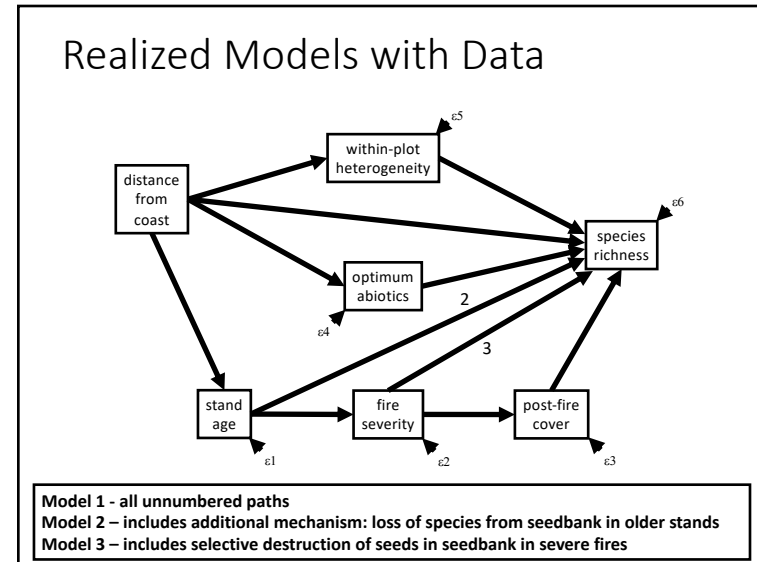 Realized Models with Data
ε5
within-plot
heterogeneity
distance
from
coast
ε6
species
richness
optimum
abiotics
2
ε4
3
stand
age
fire
severity
post-fire
cover
ε1
ε2
ε3
Model 1 - all unnumbered paths
Model 2 – includes additional mechanism: loss of species from seedbank in older stands
Model 3 – includes selective destruction of seeds in seedbank in severe fires